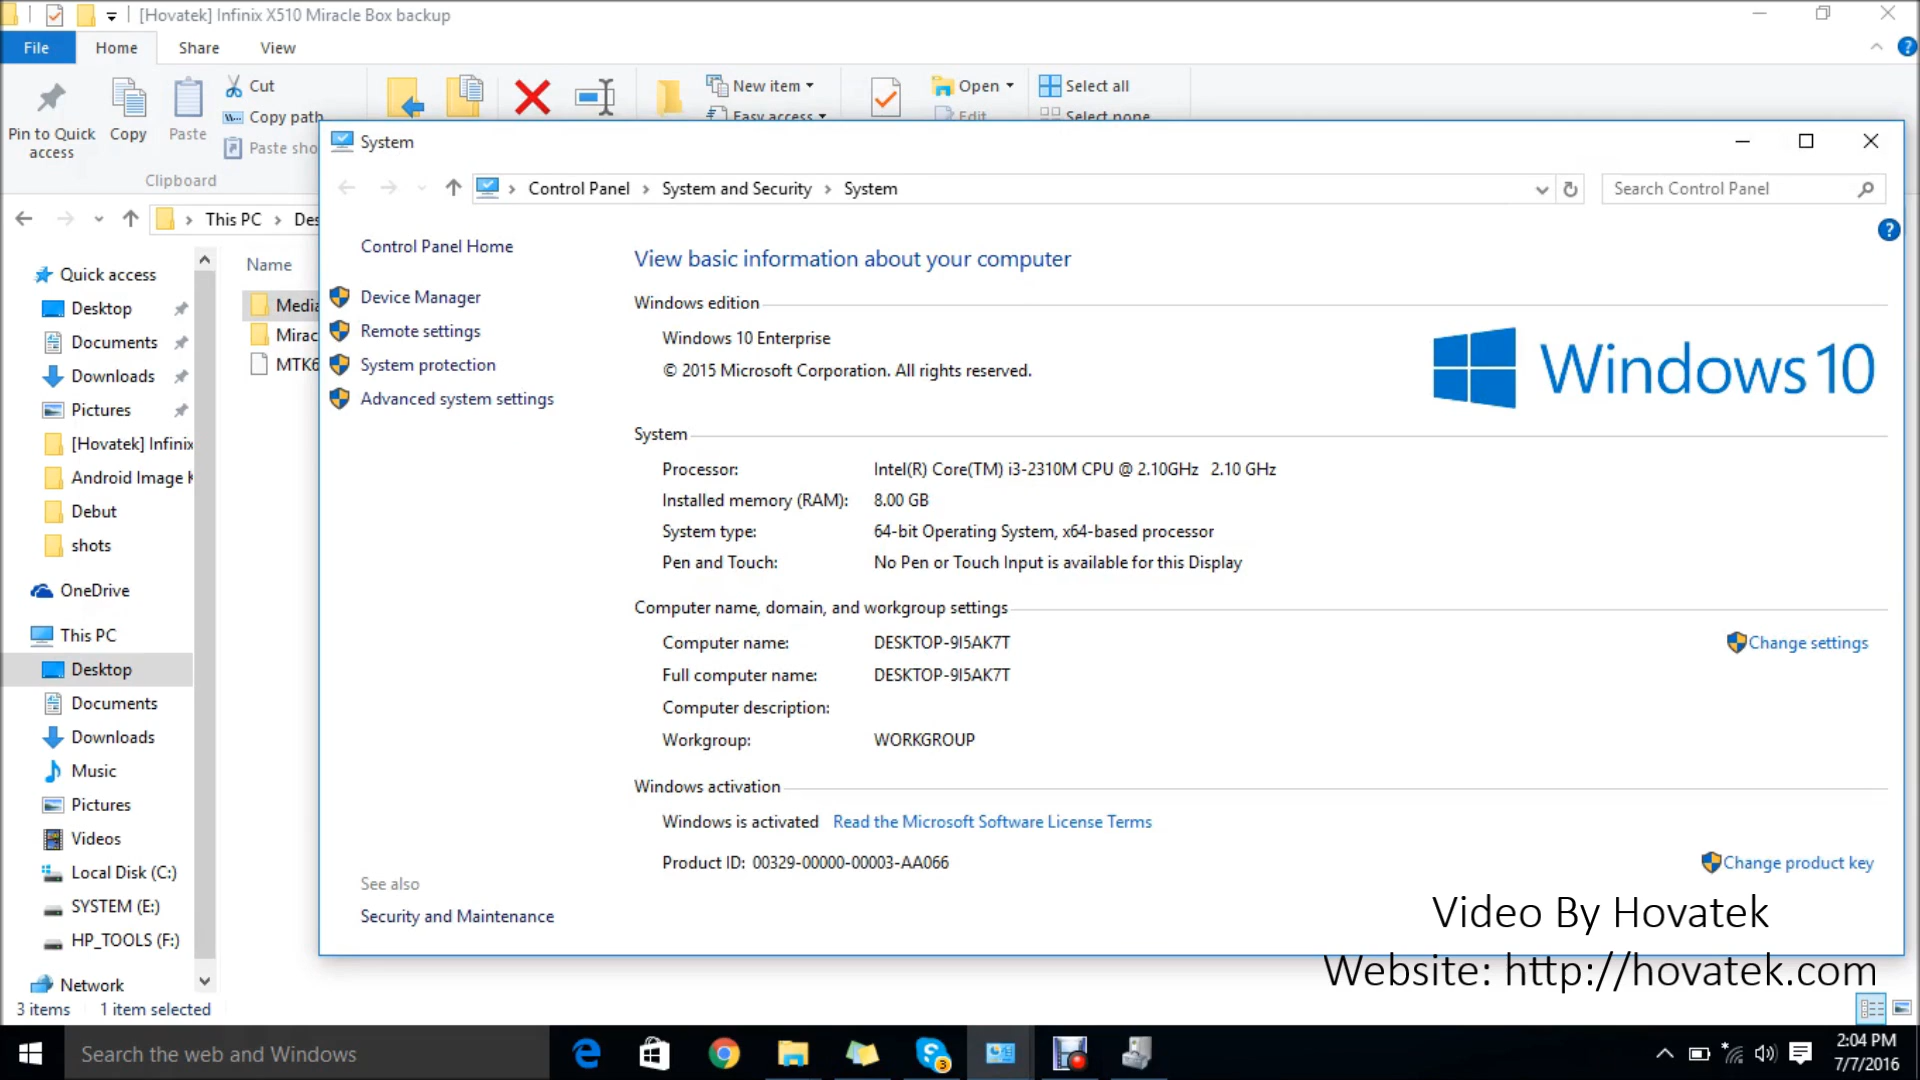 [Hovatek] Infinix X510 Miracle Box backup
File Home Share View
Pin to Quick access
Copy
Paste
Cut
Copy path
Paste sho
Clipboard
New item
Easy access
Open
Edit
Select all
Select none
This PC > Des
Quick access
Desktop
Documents
Downloads
Pictures
[Hovatek] Infinix
Android Image K
Debut
shots
OneDrive
This PC
Desktop
Documents
Downloads
Music
Pictures
Videos
Local Disk (C:)
SYSTEM (E:)
HP_TOOLS (F:)
Network
3 items 1 item selected
Name
Media
Mirac
MTK6
System
Control Panel > System and Security > System
Search Control Panel
Control Panel Home
Device Manager
Remote settings
System protection
Advanced system settings
See also
Security and Maintenance
View basic information about your computer
Windows edition
Windows 10 Enterprise
© 2015 Microsoft Corporation. All rights reserved.
Windows 10
System
Processor: Intel(R) Core(TM) i3-2310M CPU @ 2.10GHz 2.10 GHz
Installed memory (RAM): 8.00 GB
System type: 64-bit Operating System, x64-based processor
Pen and Touch: No Pen or Touch Input is available for this Display
Computer name, domain, and workgroup settings
Computer name: DESKTOP-9I5AK7T
Change settings
Full computer name: DESKTOP-9I5AK7T
Computer description:
Workgroup: WORKGROUP
Windows activation
Windows is activated Read the Microsoft Software License Terms
Product ID: 00329-00000-00003-AA066
Change product key
Video By Hovatek
Website: http://hovatek.com
Search the web and Windows
3
2:04 PM
7/7/2016